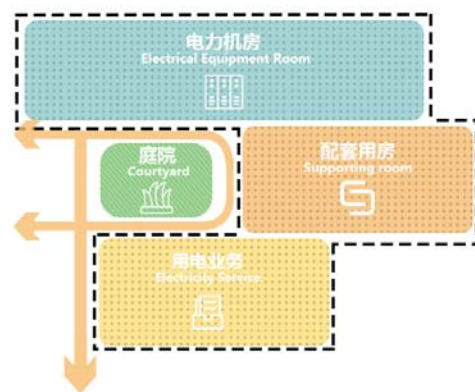 电力机房
Electrical Equipment Room
庭院
Courtyard
配套用房
Supporting room
用电业务
Electricity Service